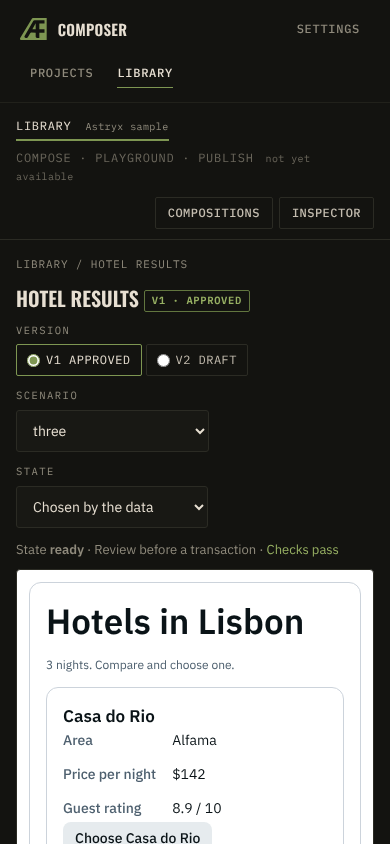 Æ COMPOSER
SETTINGS
PROJECTS LIBRARY
LIBRARY Astryx sample
COMPOSE · PLAYGROUND · PUBLISH not yet
available
COMPOSITIONS INSPECTOR
LIBRARY / HOTEL RESULTS
HOTEL RESULTS V1 · APPROVED
VERSION
V1 APPROVED V2 DRAFT
SCENARIO
three
STATE
Chosen by the data
State ready · Review before a transaction · Checks pass
Hotels in Lisbon
3 nights. Compare and choose one.
Casa do Rio
Area Alfama
Price per night $142
Guest rating 8.9 / 10
Choose Casa do Rio